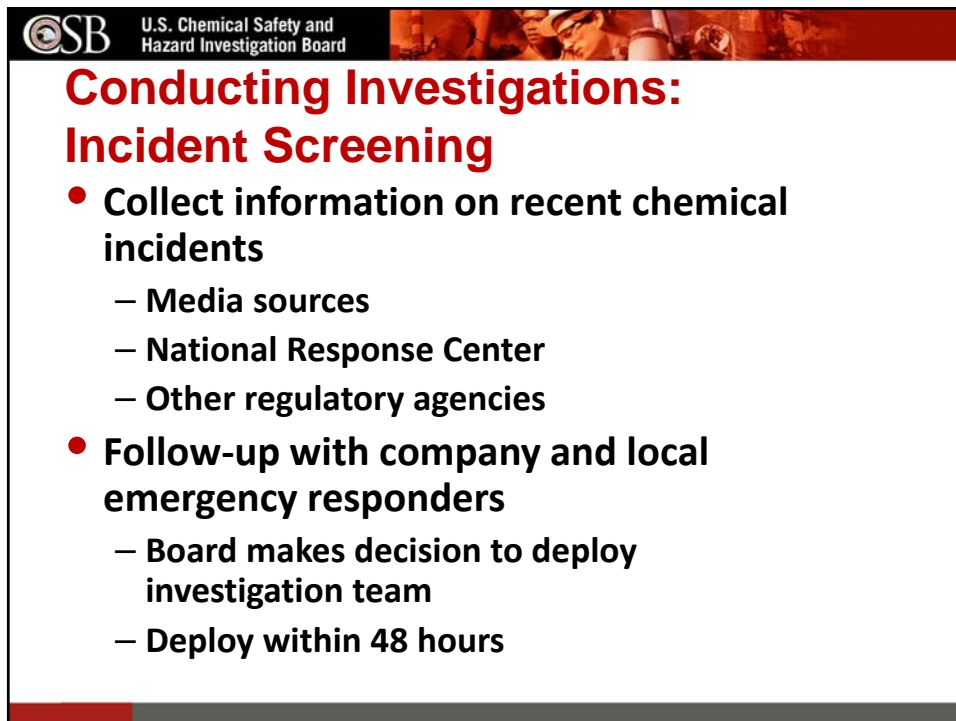 CSB
U.S. Chemical Safety and
Hazard Investigation Board
Conducting Investigations:
Incident Screening
• Collect information on recent chemical
incidents
– Media sources
– National Response Center
– Other regulatory agencies
• Follow-up with company and local
emergency responders
– Board makes decision to deploy
investigation team
– Deploy within 48 hours